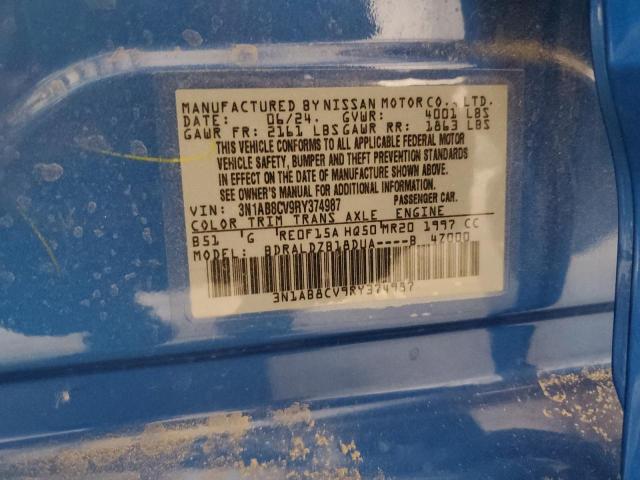 MANUFACTURED BY NISSAN MOTOR CO., LTD.
DATE: 06/24. GVWR: 4001 LBS
GAWR FR: 2161 LBS GAWR RR: 1863 LBS
THIS VEHICLE CONFORMS TO ALL APPLICABLE FEDERAL MOTOR
VEHICLE SAFETY, BUMPER AND THEFT PREVENTION STANDARDS
IN EFFECT ON THE DATE OF MANUFACTURE SHOWN ABOVE.
SEE OWNER'S MANUAL FOR ADDITIONAL INFORMATION.
VIN: 3N1AB8CV9RY374987 PASSENGER CAR.
COLOR TRIM TRANS AXLE ENGINE
B51 G RE0F15A HQ50 MR20 1997 CC
MODEL: BDRALDZB18DUA----B 47000
3N1AB8CV9RY374987